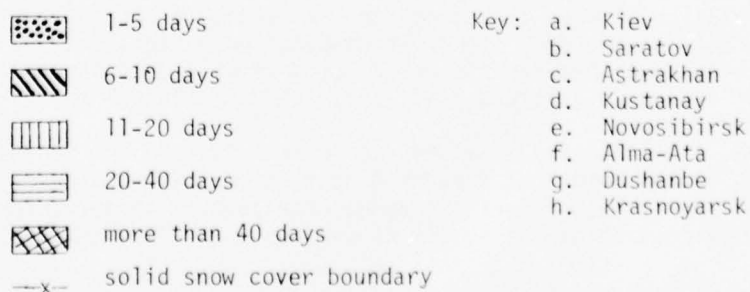 1-5 days
6-10 days
11-20 days
20-40 days
more than 40 days
—x— solid snow cover boundary
Key: a. Kiev
b. Saratov
c. Astrakhan
d. Kustanay
e. Novosibirsk
f. Alma-Ata
g. Dushanbe
h. Krasnoyarsk